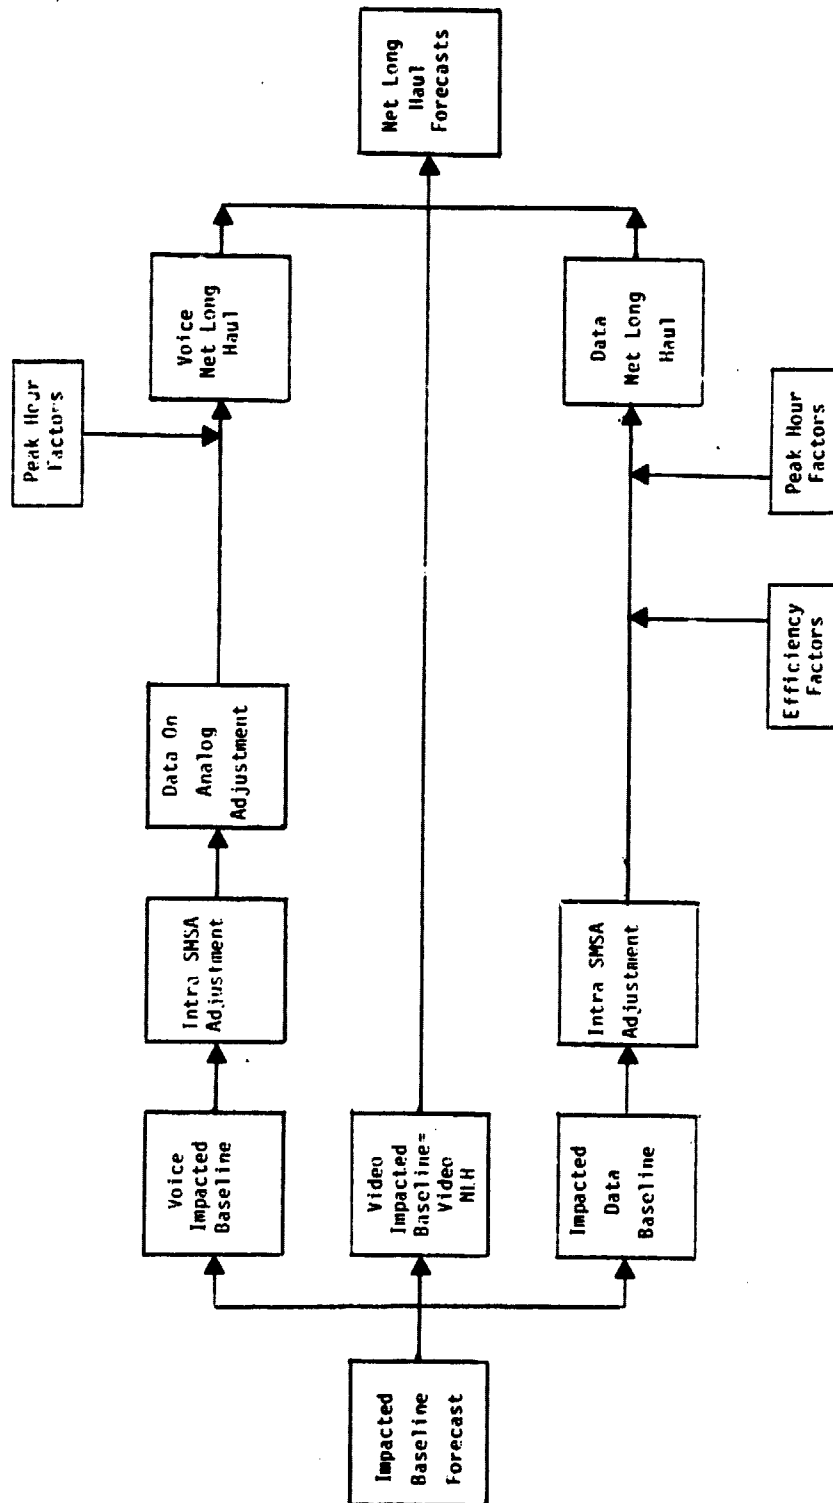 Impacted
Baseline
Forecast
Voice
Impacted
Baseline
Intra SMSA
Adjustment
Data On
Analog
Adjustment
Peak Hour
Factors
Voice
Net Long
Haul
Video
Impacted
Baseline=
Video
NLH
Impacted
Data
Baseline
Intra SMSA
Adjustment
Efficiency
Factors
Peak Hour
Factors
Data
Net Long
Haul
Net Long
Haul
Forecasts